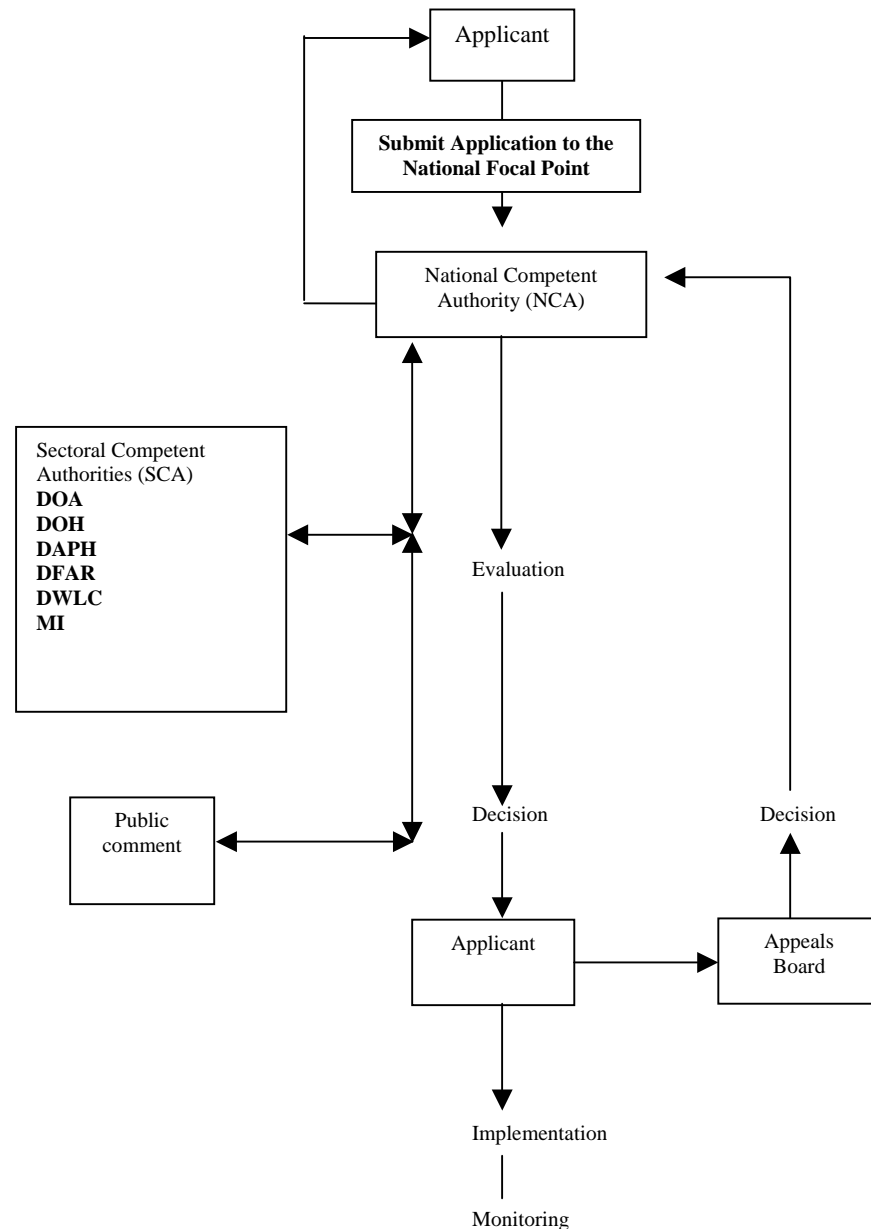 Applicant
Submit Application to the
National Focal Point
National Competent
Authority (NCA)
Sectoral Competent
Authorities (SCA)
DOA
DOH
DAPH
DFAR
DWLC
MI
Evaluation
Public
comment
Decision
Decision
Applicant
Appeals
Board
Implementation
Monitoring